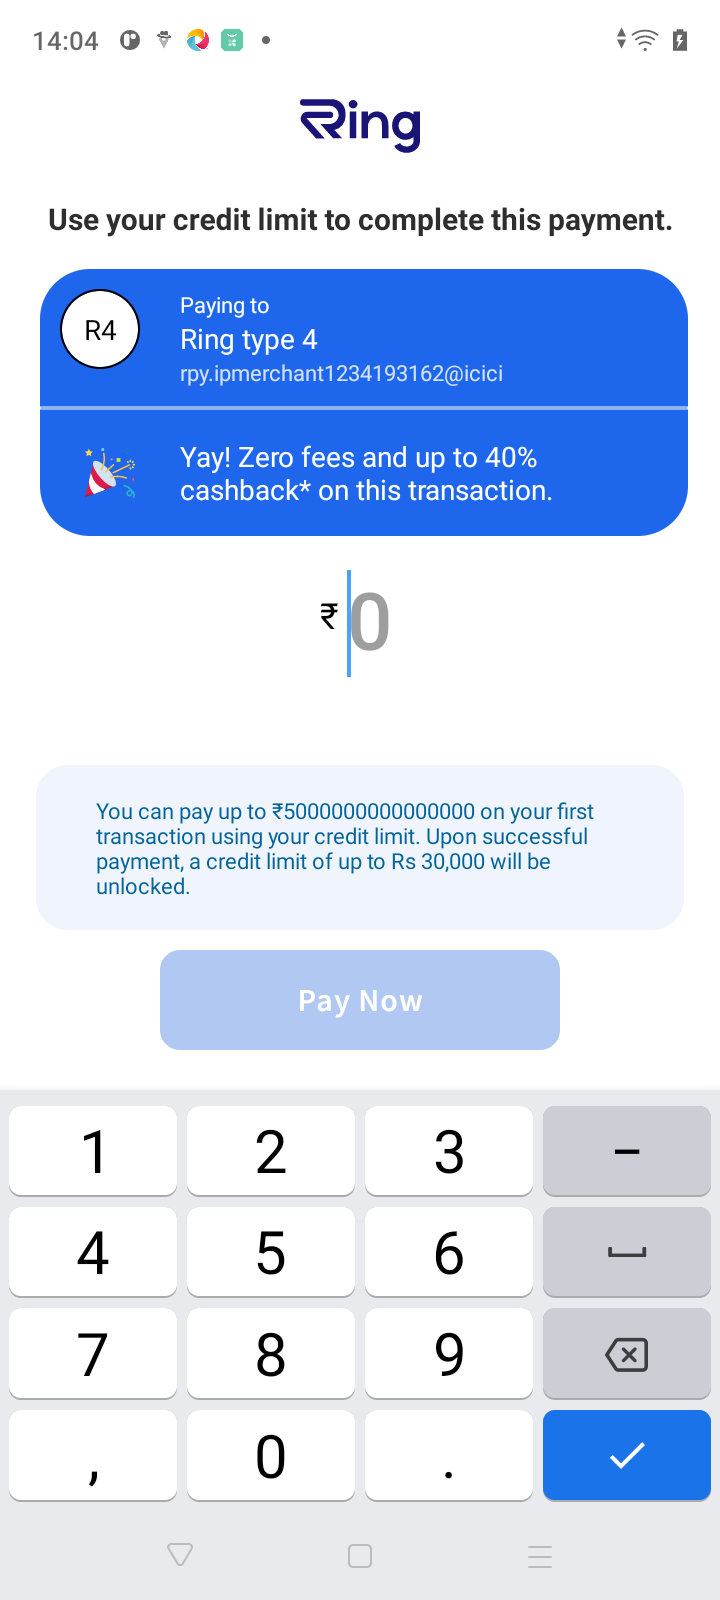 14:04
Ring
Use your credit limit to complete this payment.
R4
Paying to
Ring type 4
rpy.ipmerchant1234193162@icici
Yay! Zero fees and up to 40%
cashback* on this transaction.
₹ 0
You can pay up to ₹5000000000000000 on your first
transaction using your credit limit. Upon successful
payment, a credit limit of up to Rs 30,000 will be
unlocked.
Pay Now
1 2 3 –
4 5 6
7 8 9
, 0 .